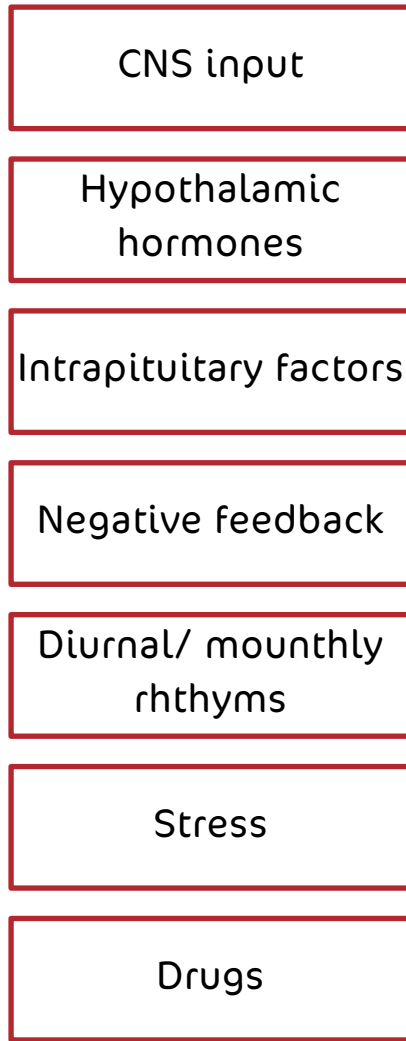 CNS input
Hypothalamic
hormones
Intrapituitary factors
Negative feedback
Diurnal/ mounthly
rhthyms
Stress
Drugs